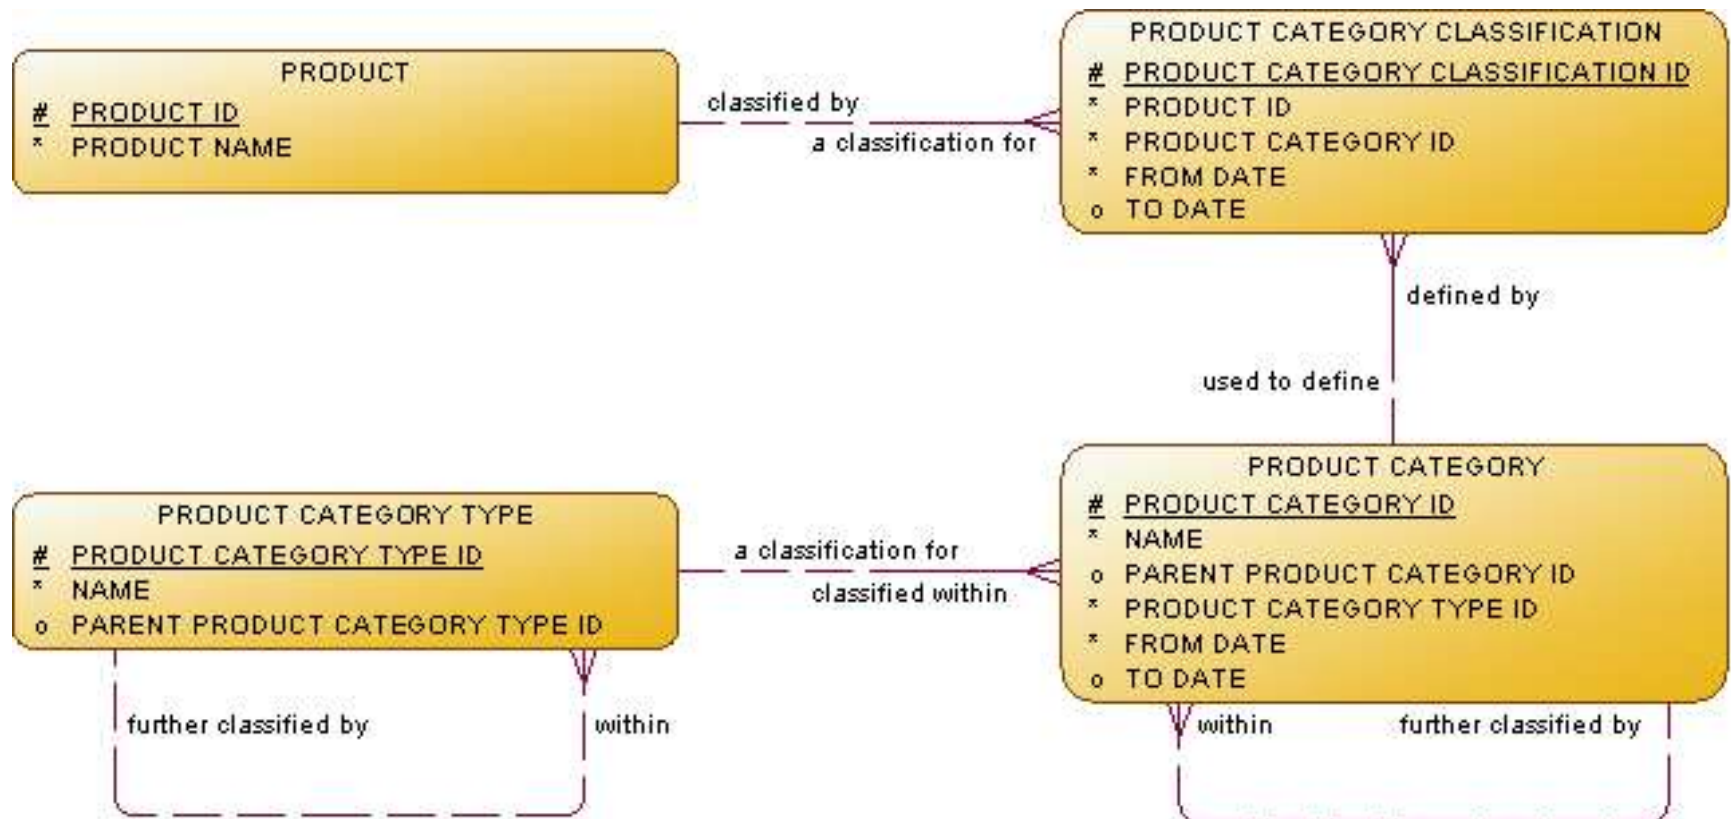 PRODUCT
# PRODUCT ID
* PRODUCT NAME
classified by
a classification for
PRODUCT CATEGORY CLASSIFICATION
# PRODUCT CATEGORY CLASSIFICATION ID
* PRODUCT ID
* PRODUCT CATEGORY ID
* FROM DATE
o TO DATE
defined by
used to define
PRODUCT CATEGORY TYPE
# PRODUCT CATEGORY TYPE ID
* NAME
o PARENT PRODUCT CATEGORY TYPE ID
a classification for
classified within
PRODUCT CATEGORY
# PRODUCT CATEGORY ID
* NAME
o PARENT PRODUCT CATEGORY ID
* PRODUCT CATEGORY TYPE ID
* FROM DATE
o TO DATE
further classified by
within
within
further classified by